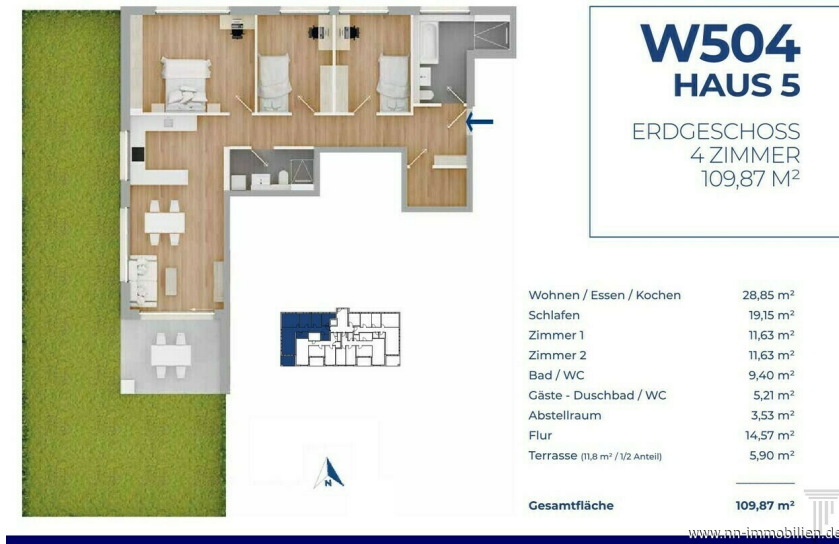 W504
HAUS 5
ERDGESCHOSS
4 ZIMMER
109,87 M²
Wohnen / Essen / Kochen 28,85 m²
Schlafen 19,15 m²
Zimmer 1 11,63 m²
Zimmer 2 11,63 m²
Bad / WC 9,40 m²
Gäste - Duschbad / WC 5,21 m²
Abstellraum 3,53 m²
Flur 14,57 m²
Terrasse (11,8 m² / 1/2 Anteil) 5,90 m²
Gesamtfläche 109,87 m²
N
www.nn-immobilien.de